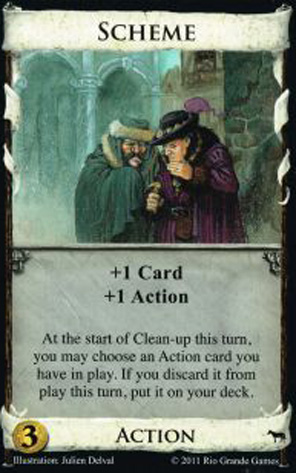 SCHEME
+1 Card
+1 Action
At the start of Clean-up this turn,
you may choose an Action card you
have in play. If you discard it from
play this turn, put it on your deck.
3
ACTION
Illustration: Julien Delval © 2011 Rio Grande Games